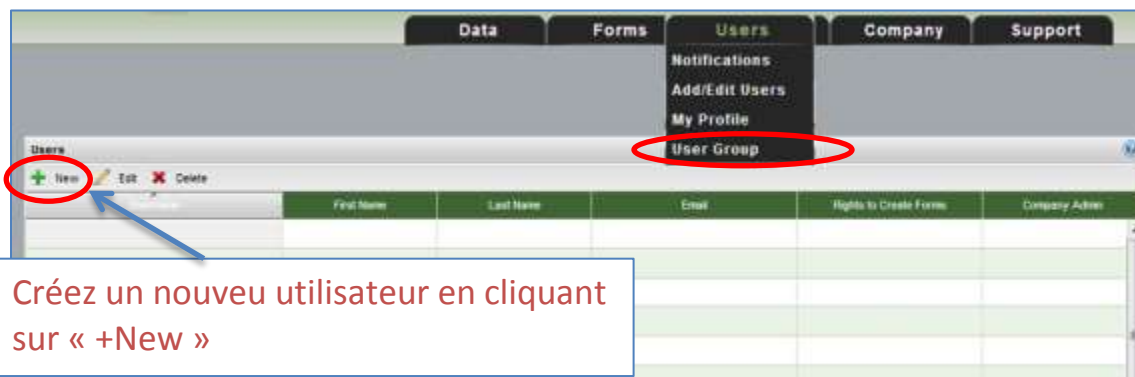 Data Forms Users Company Support
Notifications
Add/Edit Users
My Profile
User Group
Users
New Edit Delete
First Name Last Name Email Rights to Create Forms Company Admin
Créez un nouveu utilisateur en cliquant
sur « +New »